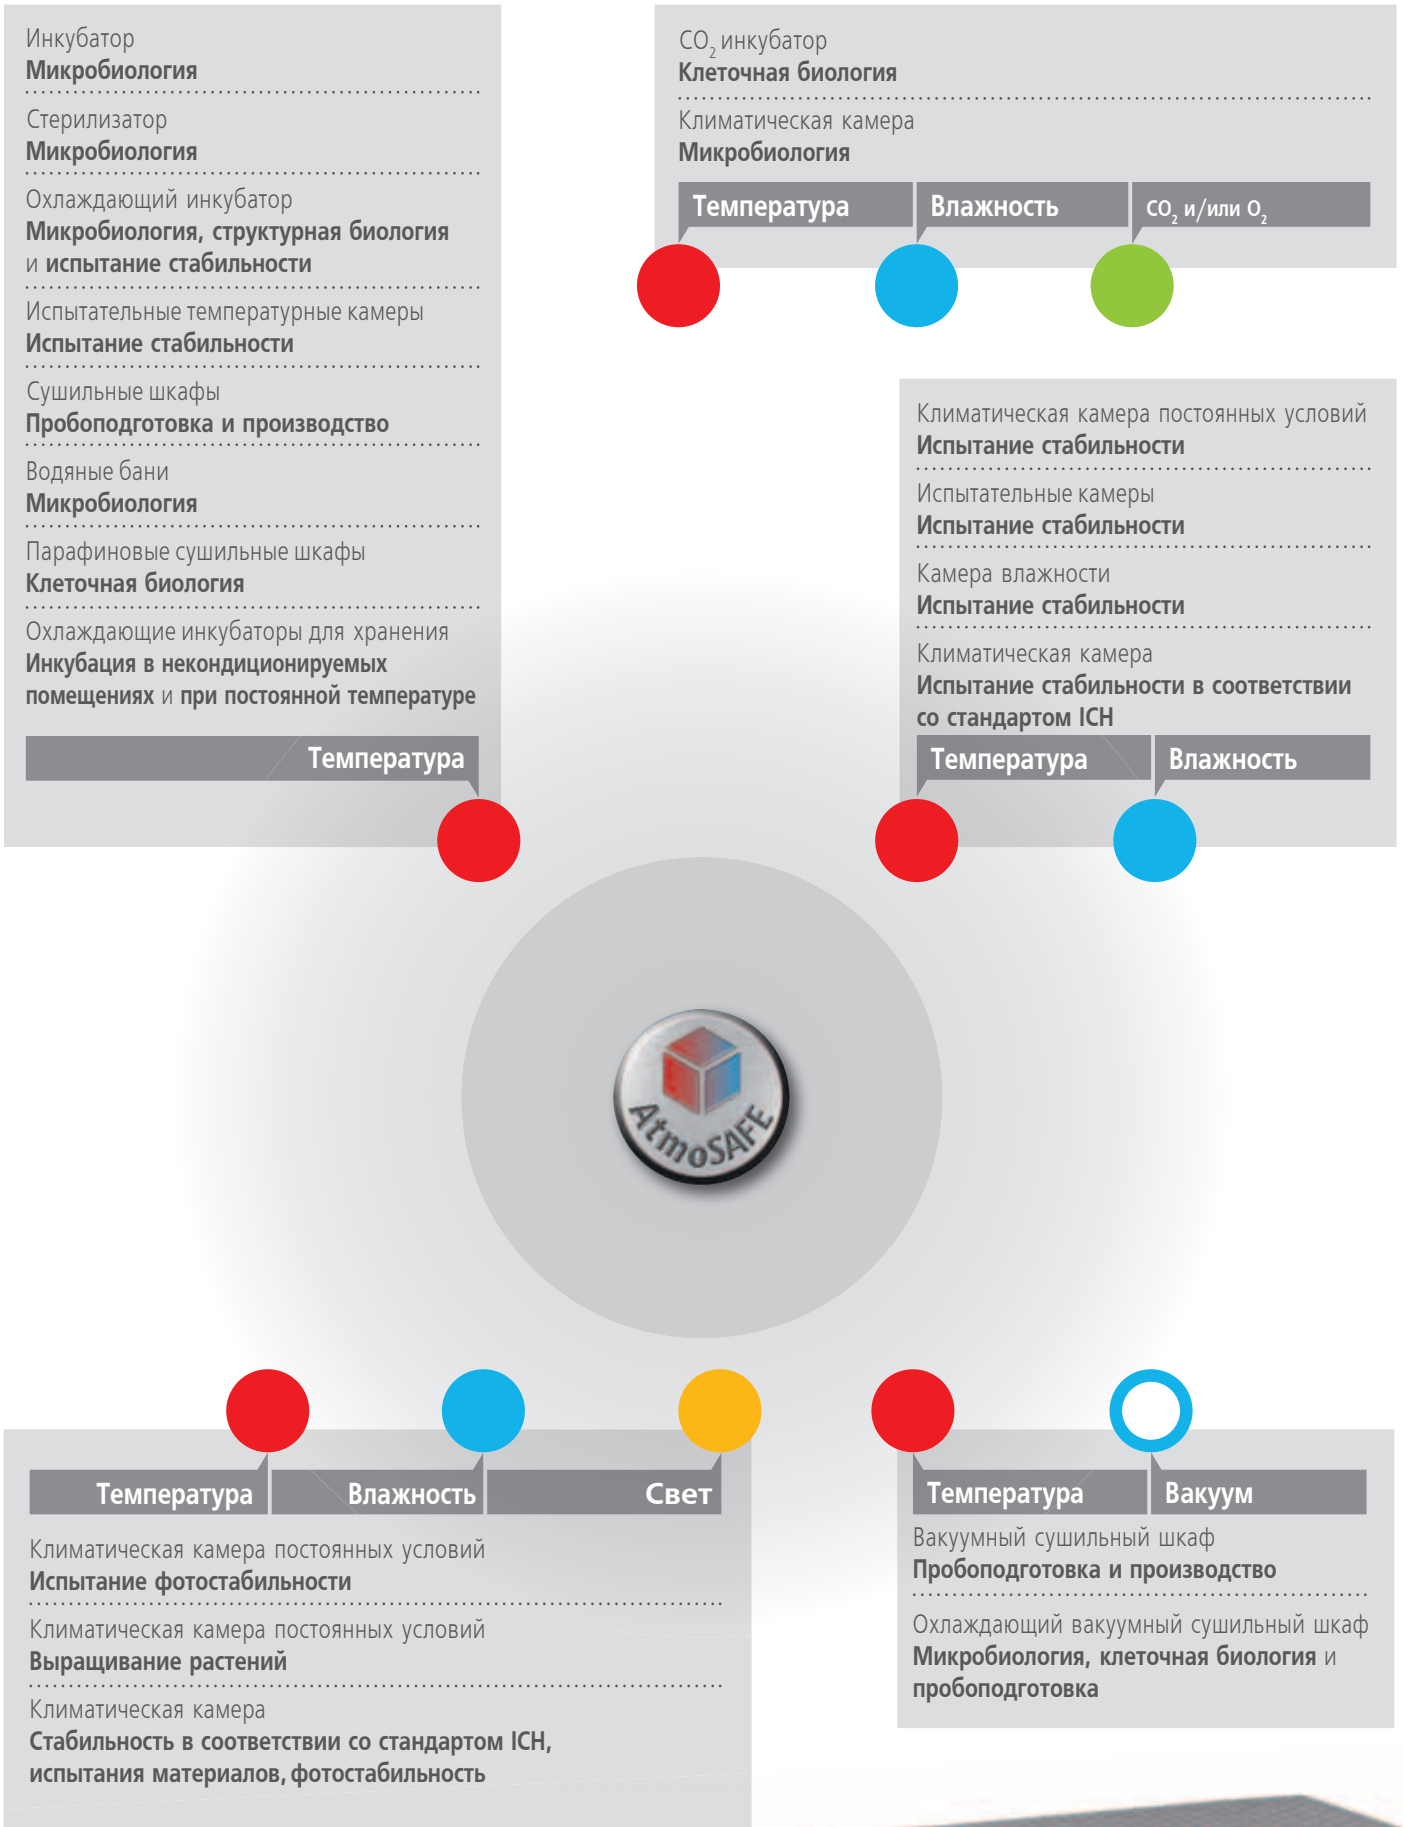 Инкубатор
Микробиология
Стерилизатор
Микробиология
Охлаждающий инкубатор
Микробиология, структурная биология
и испытание стабильности
Испытательные температурные камеры
Испытание стабильности
Сушильные шкафы
Пробоподготовка и производство
Водяные бани
Микробиология
Парафиновые сушильные шкафы
Клеточная биология
Охлаждающие инкубаторы для хранения
Инкубация в некондиционируемых
помещениях и при постоянной температуре
Температура
CO₂ инкубатор
Клеточная биология
Климатическая камера
Микробиология
Температура
Влажность
CO₂ и/или O₂
Климатическая камера постоянных условий
Испытание стабильности
Испытательные камеры
Испытание стабильности
Камера влажности
Испытание стабильности
Климатическая камера
Испытание стабильности в соответствии
со стандартом ICH
Температура
Влажность
AtmoSAFE
Температура
Влажность
Свет
Климатическая камера постоянных условий
Испытание фотостабильности
Климатическая камера постоянных условий
Выращивание растений
Климатическая камера
Стабильность в соответствии со стандартом ICH,
испытания материалов, фотостабильность
Температура
Вакуум
Вакуумный сушильный шкаф
Пробоподготовка и производство
Охлаждающий вакуумный сушильный шкаф
Микробиология, клеточная биология и
пробоподготовка